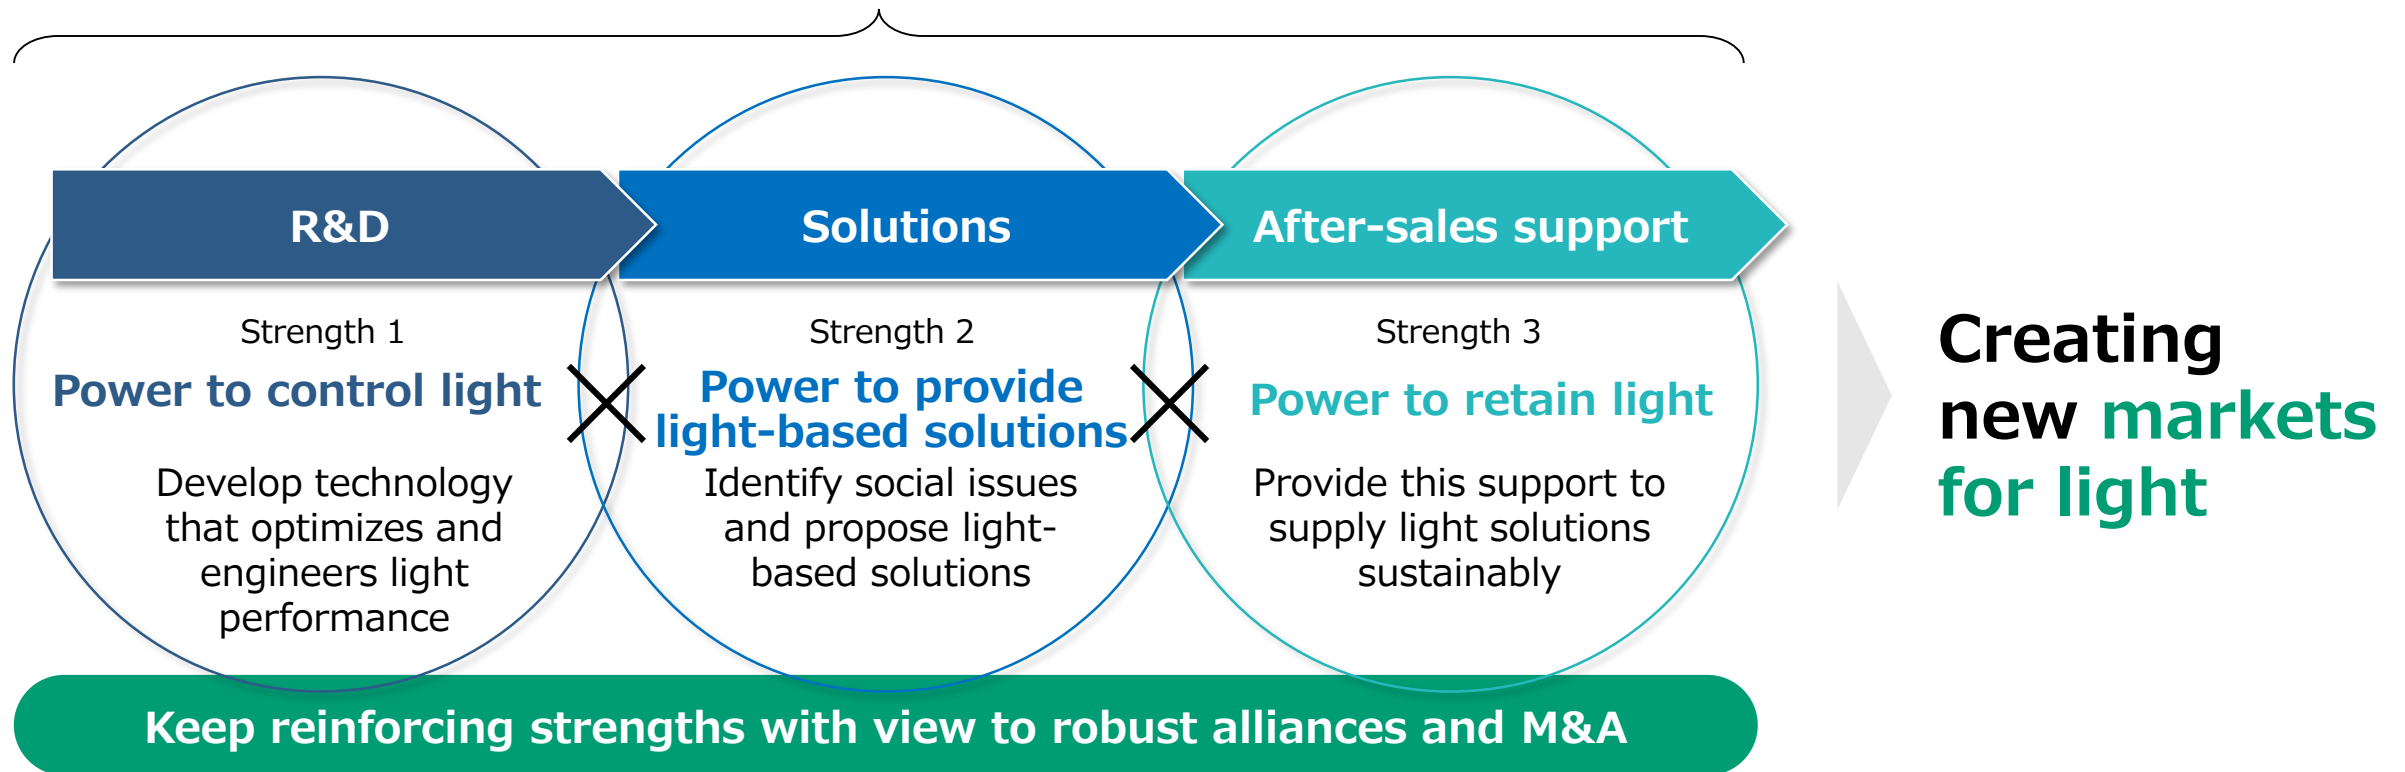 R&D
Solutions
After-sales support
Strength 1
Power to control light
Develop technology
that optimizes and
engineers light
performance
Strength 2
Power to provide
light-based solutions
Identify social issues
and propose light-
based solutions
Strength 3
Power to retain light
Provide this support to
supply light solutions
sustainably
Creating
new markets
for light
Keep reinforcing strengths with view to robust alliances and M&A